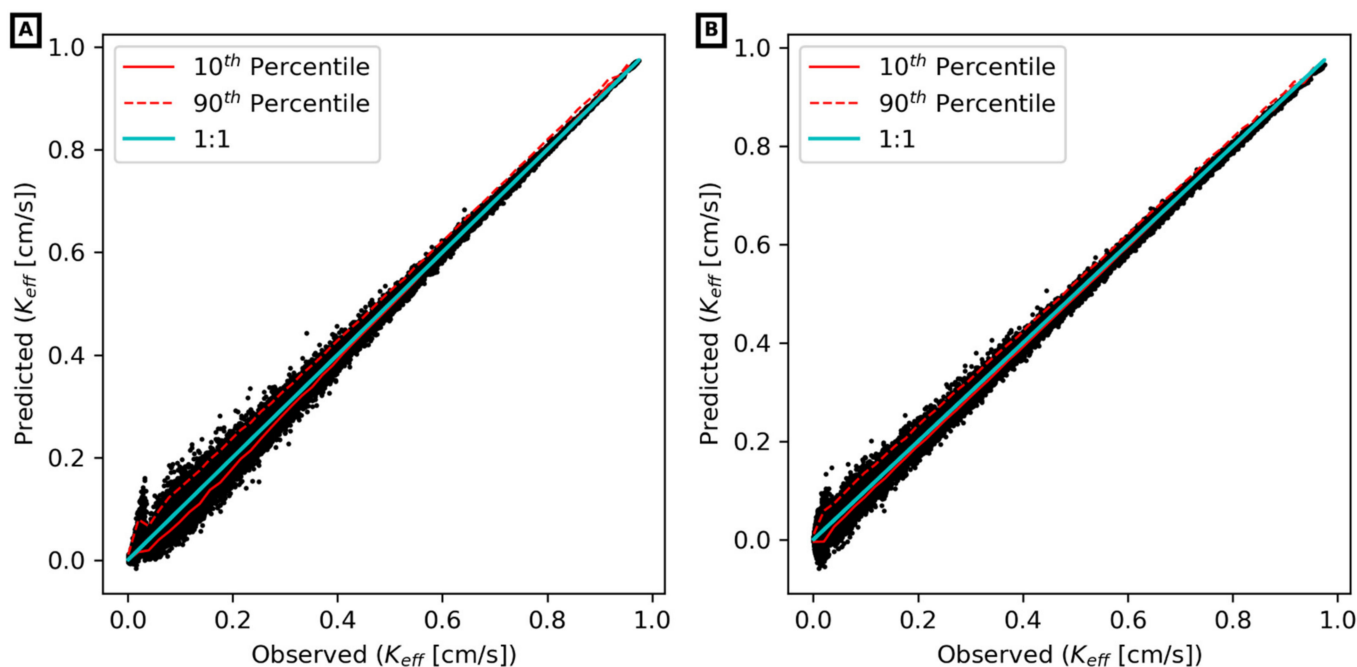 A
10th Percentile
90th Percentile
1:1
1.0
0.8
0.6
0.4
0.2
0.0
Predicted (Keff [cm/s])
0.0 0.2 0.4 0.6 0.8 1.0
Observed (Keff [cm/s])
B
10th Percentile
90th Percentile
1:1
1.0
0.8
0.6
0.4
0.2
0.0
Predicted (Keff [cm/s])
0.0 0.2 0.4 0.6 0.8 1.0
Observed (Keff [cm/s])